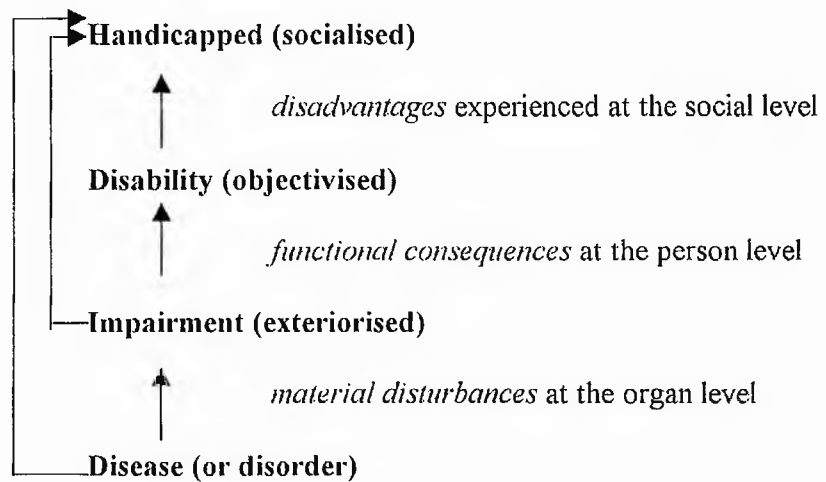 Handicapped (socialised)
disadvantages experienced at the social level
Disability (objectivised)
functional consequences at the person level
Impairment (exteriorised)
material disturbances at the organ level
Disease (or disorder)